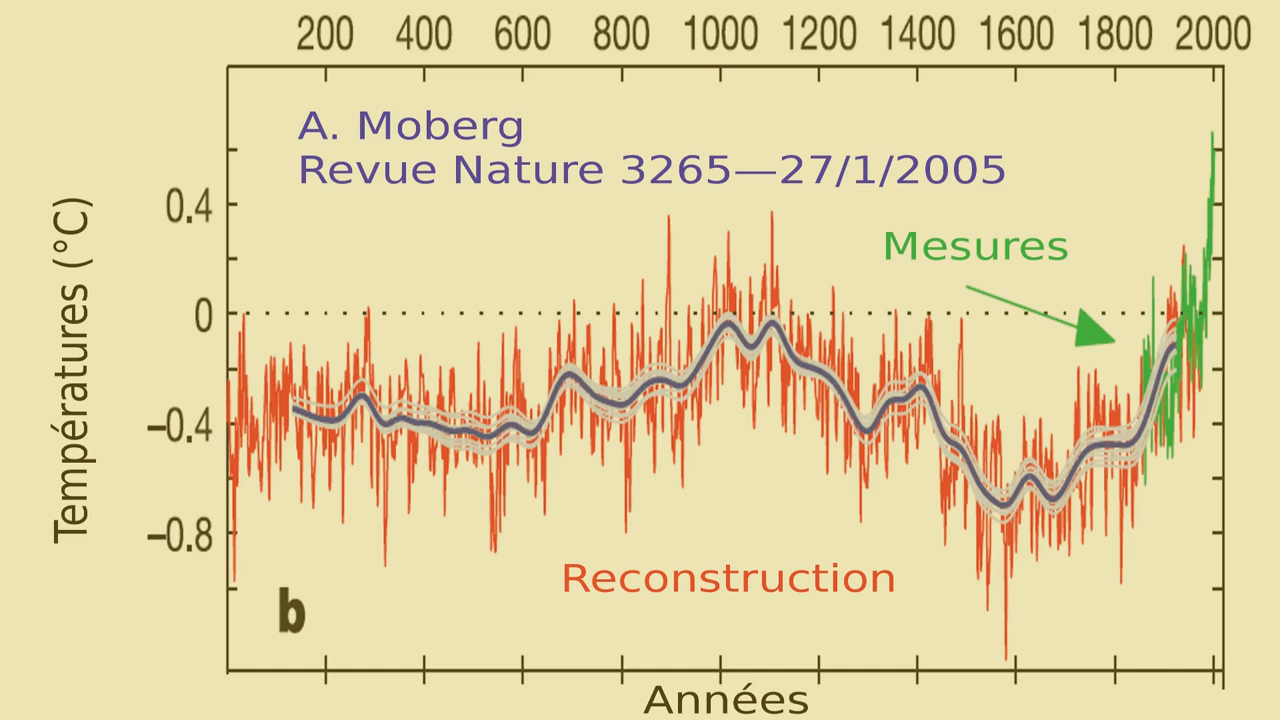 200 400 600 800 1000 1200 1400 1600 1800 2000
A. Moberg
Revue Nature 3265—27/1/2005
Températures (°C)
0.4
0
−0.4
−0.8
Mesures
Reconstruction
b
Années